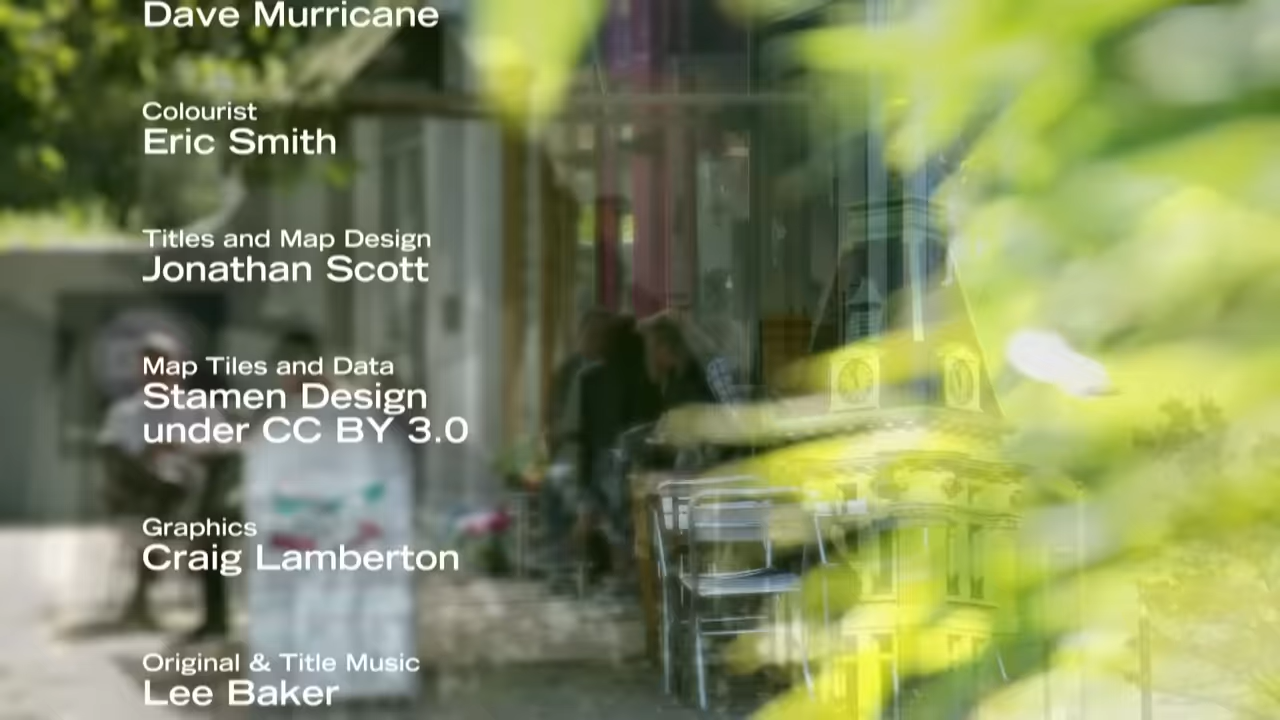 Dave Murricane
Colourist
Eric Smith
Titles and Map Design
Jonathan Scott
Map Tiles and Data
Stamen Design
under CC BY 3.0
Graphics
Craig Lamberton
Original & Title Music
Lee Baker